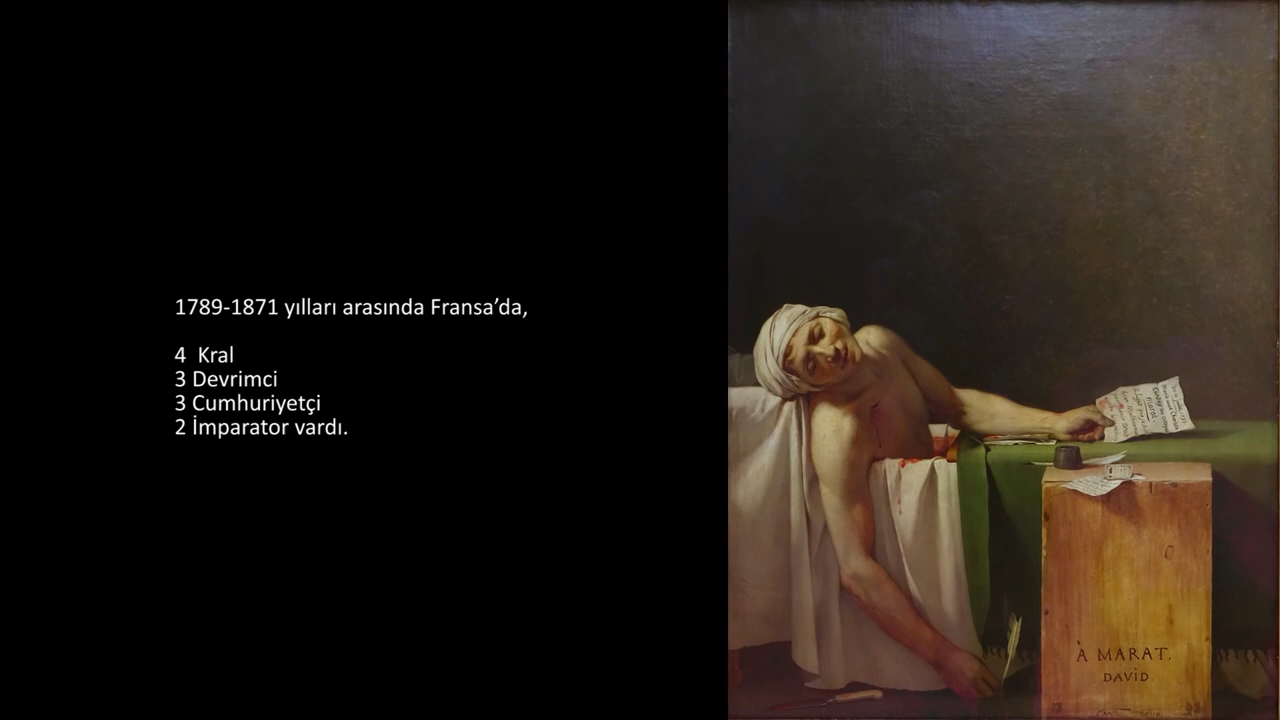 1789-1871 yılları arasında Fransa’da,
4 Kral
3 Devrimci
3 Cumhuriyetçi
2 İmparator vardı.
À MARAT,
DAVID